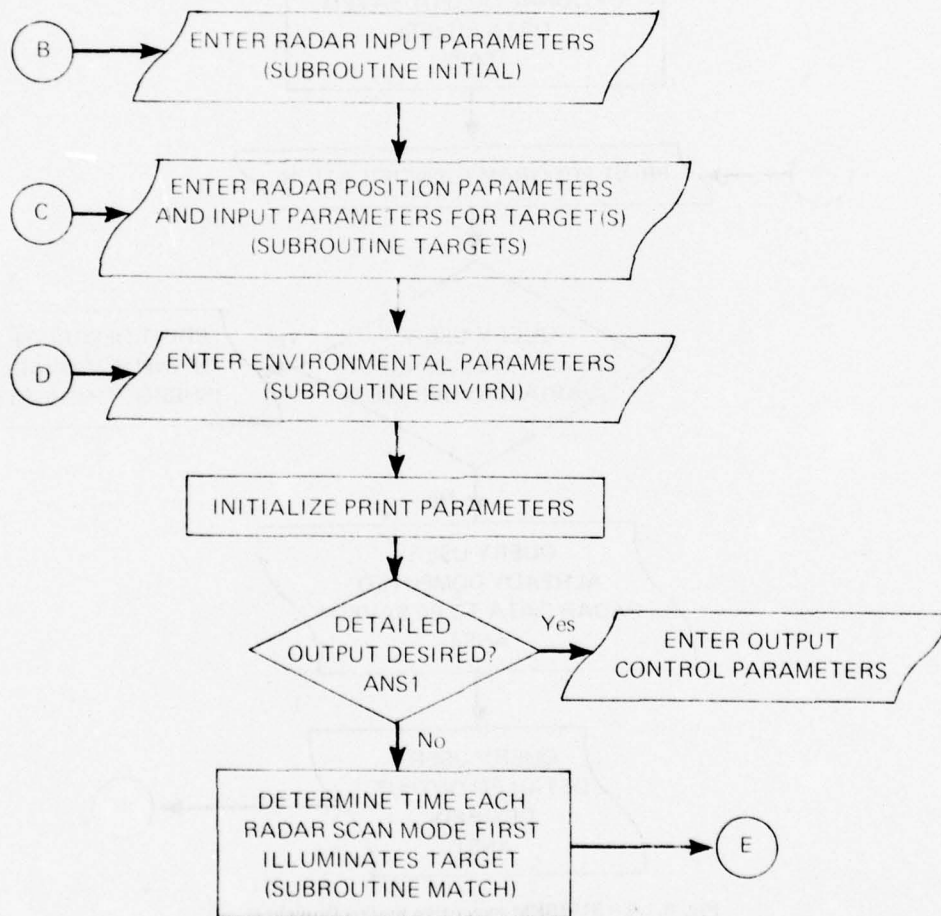 B
ENTER RADAR INPUT PARAMETERS
(SUBROUTINE INITIAL)
C
ENTER RADAR POSITION PARAMETERS
AND INPUT PARAMETERS FOR TARGET(S)
(SUBROUTINE TARGETS)
D
ENTER ENVIRONMENTAL PARAMETERS
(SUBROUTINE ENVIRN)
INITIALIZE PRINT PARAMETERS
DETAILED
OUTPUT DESIRED?
ANS1
Yes
ENTER OUTPUT
CONTROL PARAMETERS
No
DETERMINE TIME EACH
RADAR SCAN MODE FIRST
ILLUMINATES TARGET
(SUBROUTINE MATCH)
E